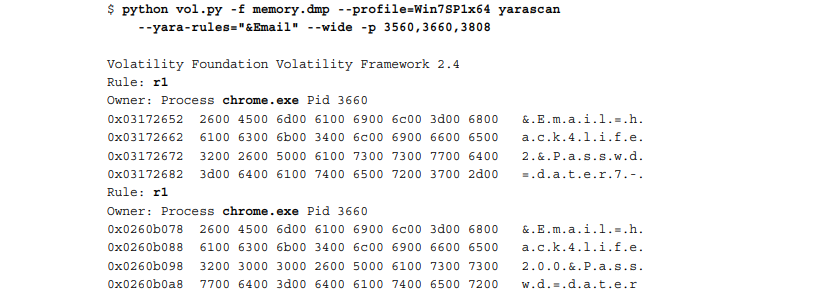 $ python vol.py -f memory.dmp --profile=Win7SP1x64 yarascan
--yara-rules="&Email" --wide -p 3560,3660,3808
Volatility Foundation Volatility Framework 2.4
Rule: r1
Owner: Process chrome.exe Pid 3660
0x03172652 2600 4500 6d00 6100 6900 6c00 3d00 6800 &.E.m.a.i.l.=.h.
0x03172662 6100 6300 6b00 3400 6c00 6900 6600 6500 a.c.k.4.l.i.f.e.
0x03172672 3200 2600 5000 6100 7300 7300 7700 6400 2.&.P.a.s.s.w.d.
0x03172682 3d00 6400 6100 7400 6500 7200 3700 2d00 =.d.a.t.e.r.7.-.
Rule: r1
Owner: Process chrome.exe Pid 3660
0x0260b078 2600 4500 6d00 6100 6900 6c00 3d00 6800 &.E.m.a.i.l.=.h.
0x0260b088 6100 6300 6b00 3400 6c00 6900 6600 6500 a.c.k.4.l.i.f.e.
0x0260b098 3200 3000 3000 2600 5000 6100 7300 7300 2.0.0.&.P.a.s.s.
0x0260b0a8 7700 6400 3d00 6400 6100 7400 6500 7200 w.d.=.d.a.t.e.r